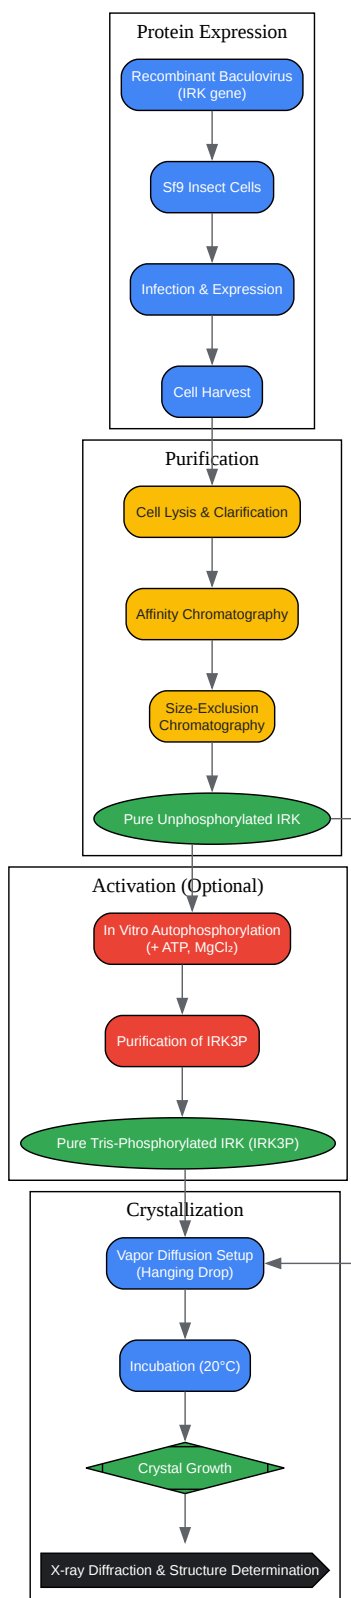 Protein Expression
Recombinant Baculovirus
(IRK gene)
Sf9 Insect Cells
Infection & Expression
Cell Harvest
Purification
Cell Lysis & Clarification
Affinity Chromatography
Size-Exclusion
Chromatography
Pure Unphosphorylated IRK
Activation (Optional)
In Vitro Autophosphorylation
(+ ATP, MgCl₂)
Purification of IRK3P
Pure Tris-Phosphorylated IRK (IRK3P)
Crystallization
Vapor Diffusion Setup
(Hanging Drop)
Incubation (20°C)
Crystal Growth
X-ray Diffraction & Structure Determination